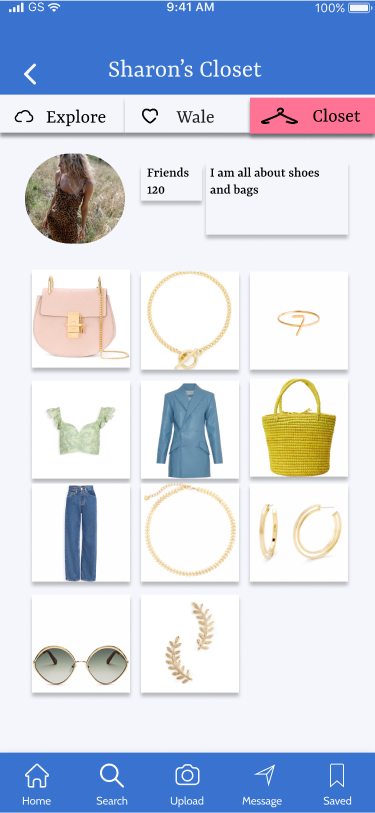 GS 9:41 AM 100%
Sharon's Closet
Explore Wale Closet
Friends
120
I am all about shoes
and bags
Home Search Upload Message Saved